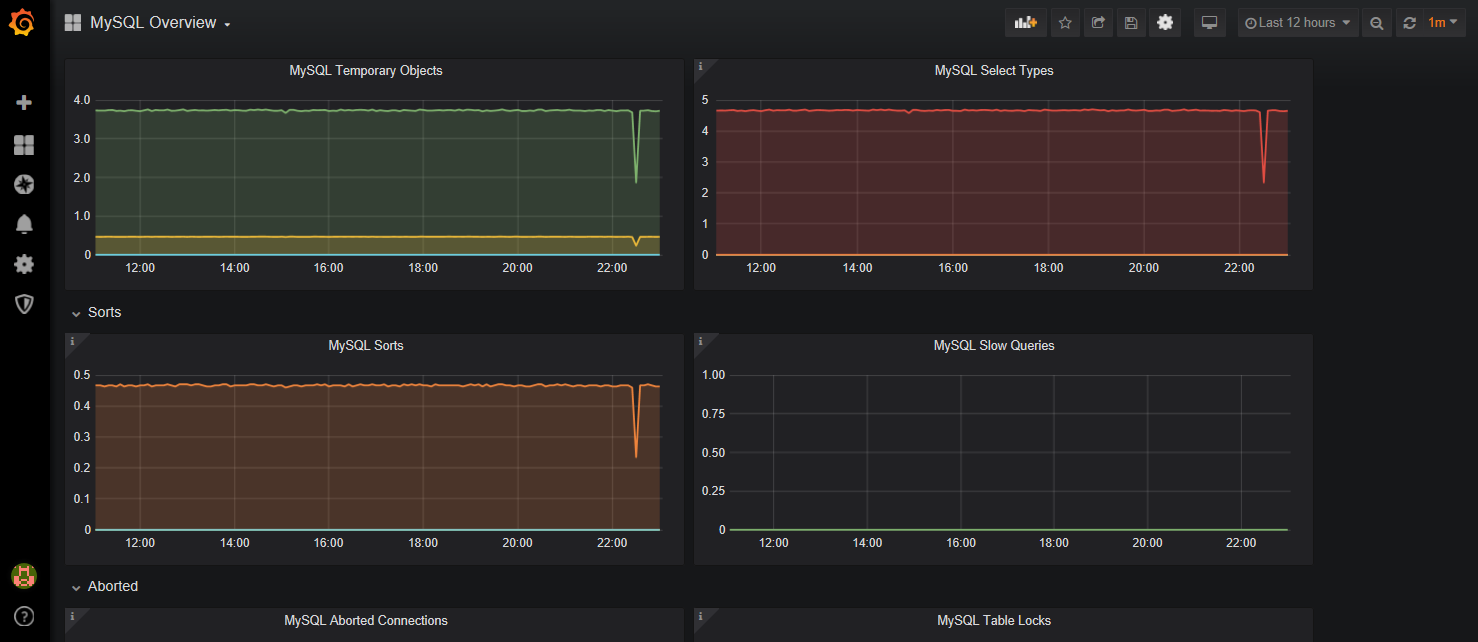 MySQL Overview
Last 12 hours
1m
MySQL Temporary Objects
4.0
3.0
2.0
1.0
0
12:00 14:00 16:00 18:00 20:00 22:00
i
MySQL Select Types
5
4
3
2
1
0
12:00 14:00 16:00 18:00 20:00 22:00
Sorts
i
MySQL Sorts
0.5
0.4
0.3
0.2
0.1
0
12:00 14:00 16:00 18:00 20:00 22:00
i
MySQL Slow Queries
1.00
0.75
0.50
0.25
0
12:00 14:00 16:00 18:00 20:00 22:00
Aborted
i
MySQL Aborted Connections
i
MySQL Table Locks
?